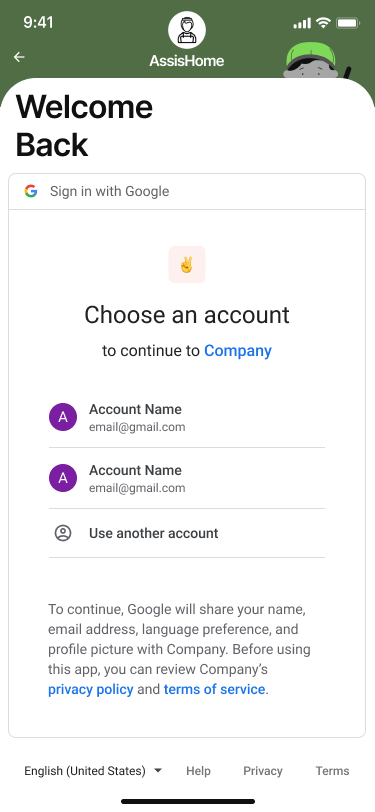 9:41
AssisHome
Welcome
Back
Sign in with Google
Choose an account
to continue to Company
A
Account Name
email@gmail.com
A
Account Name
email@gmail.com
Use another account
To continue, Google will share your name,
email address, language preference, and
profile picture with Company. Before using
this app, you can review Company’s
privacy policy and terms of service.
English (United States)
Help
Privacy
Terms